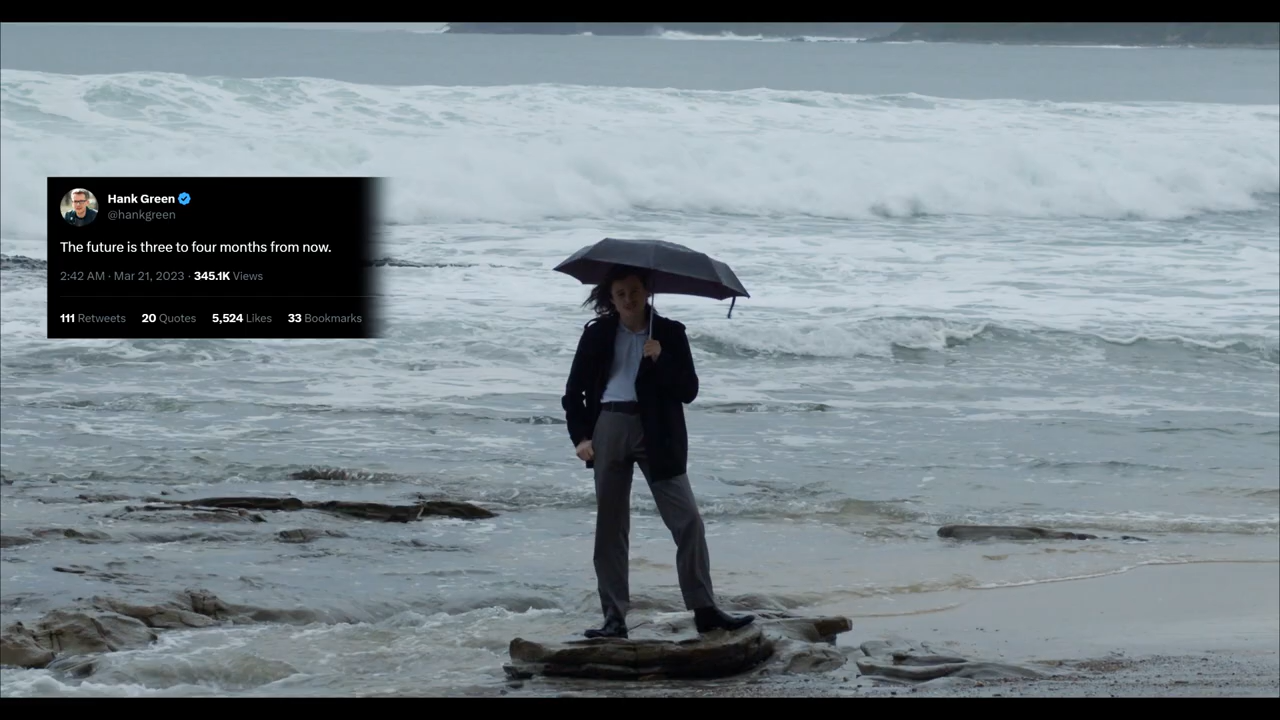 Hank Green
@hankgreen
The future is three to four months from now.
2:42 AM · Mar 21, 2023 · 345.1K Views
111 Retweets 20 Quotes 5,524 Likes 33 Bookmarks